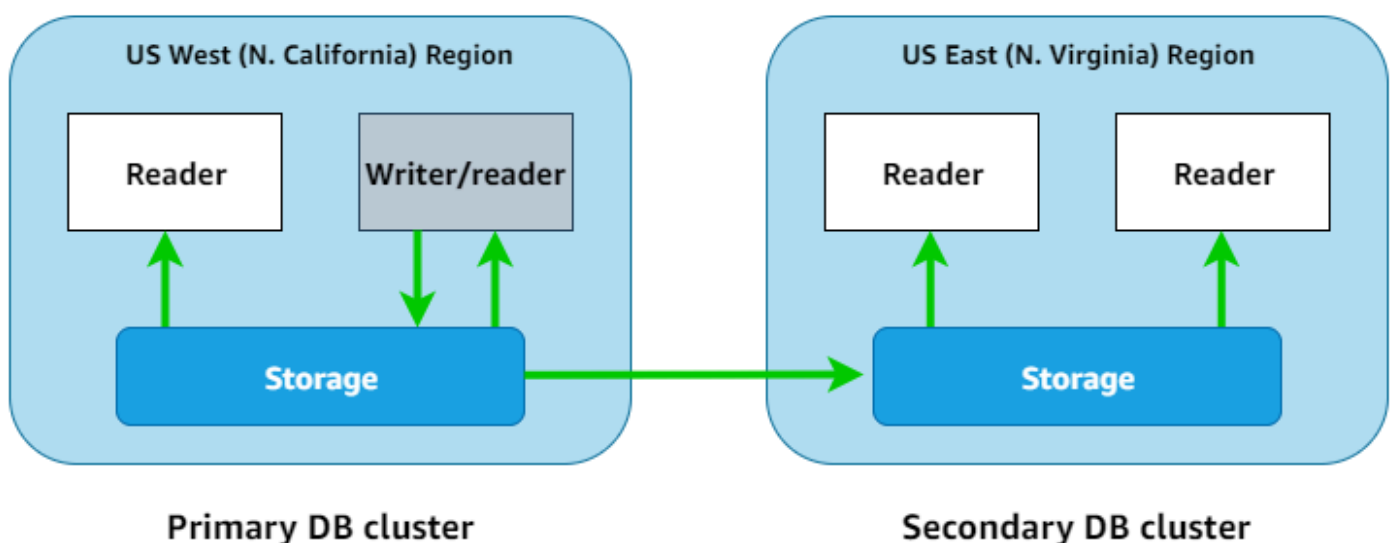 US West (N. California) Region
Reader
Writer/reader
Storage
Primary DB cluster
US East (N. Virginia) Region
Reader
Reader
Storage
Secondary DB cluster